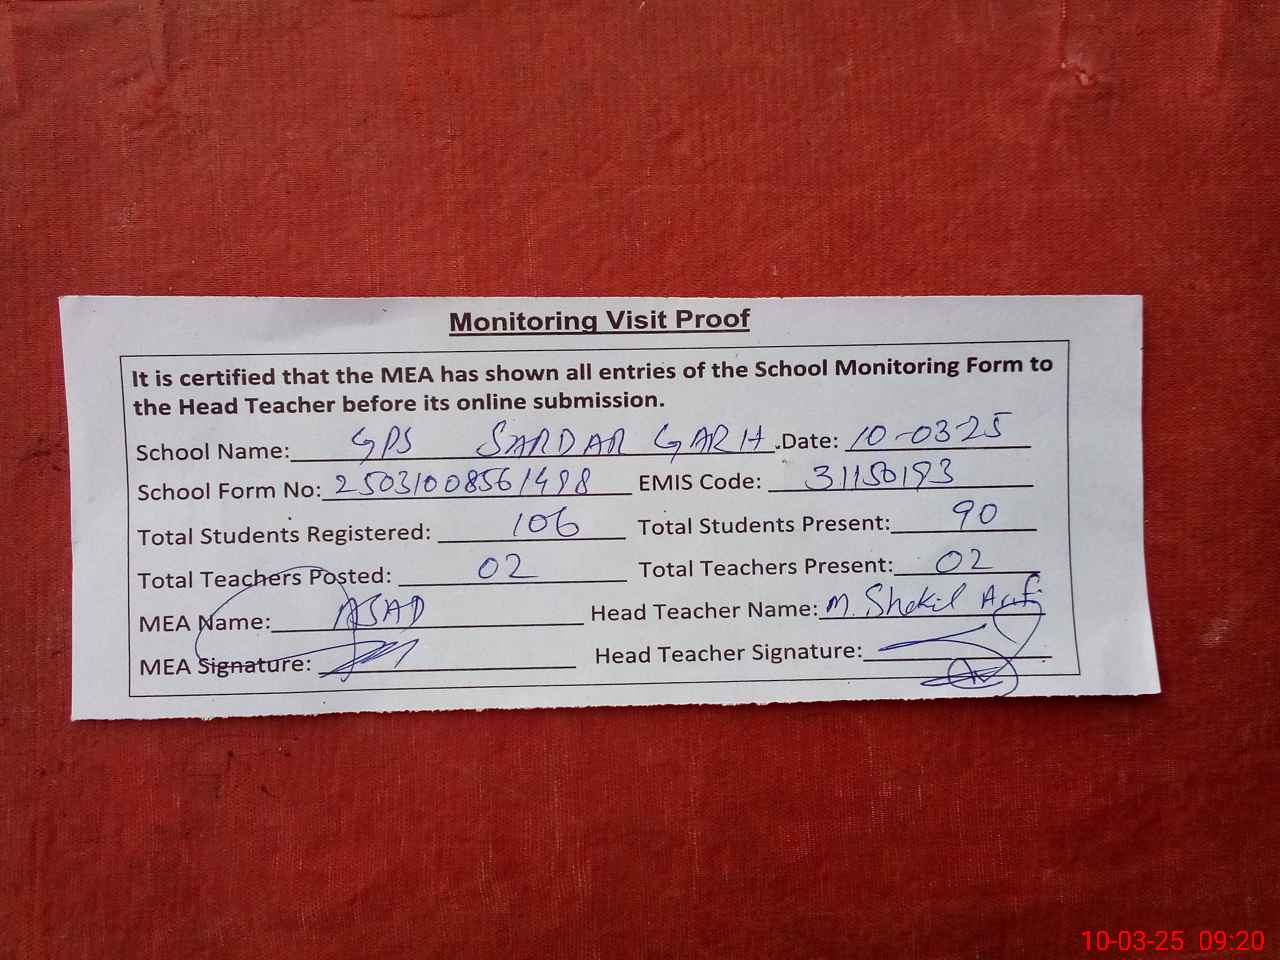 Monitoring Visit Proof
It is certified that the MEA has shown all entries of the School Monitoring Form to
the Head Teacher before its online submission.
School Name: GPS SARDAR GARH .Date: 10-03-25
School Form No: 25031008561498 EMIS Code: 31150193
Total Students Registered: 106 Total Students Present: 90
Total Teachers Posted: 02 Total Teachers Present: 02
MEA Name: ASAD Head Teacher Name: M. Shakil
MEA Signature: Head Teacher Signature:
10-03-25 09:20